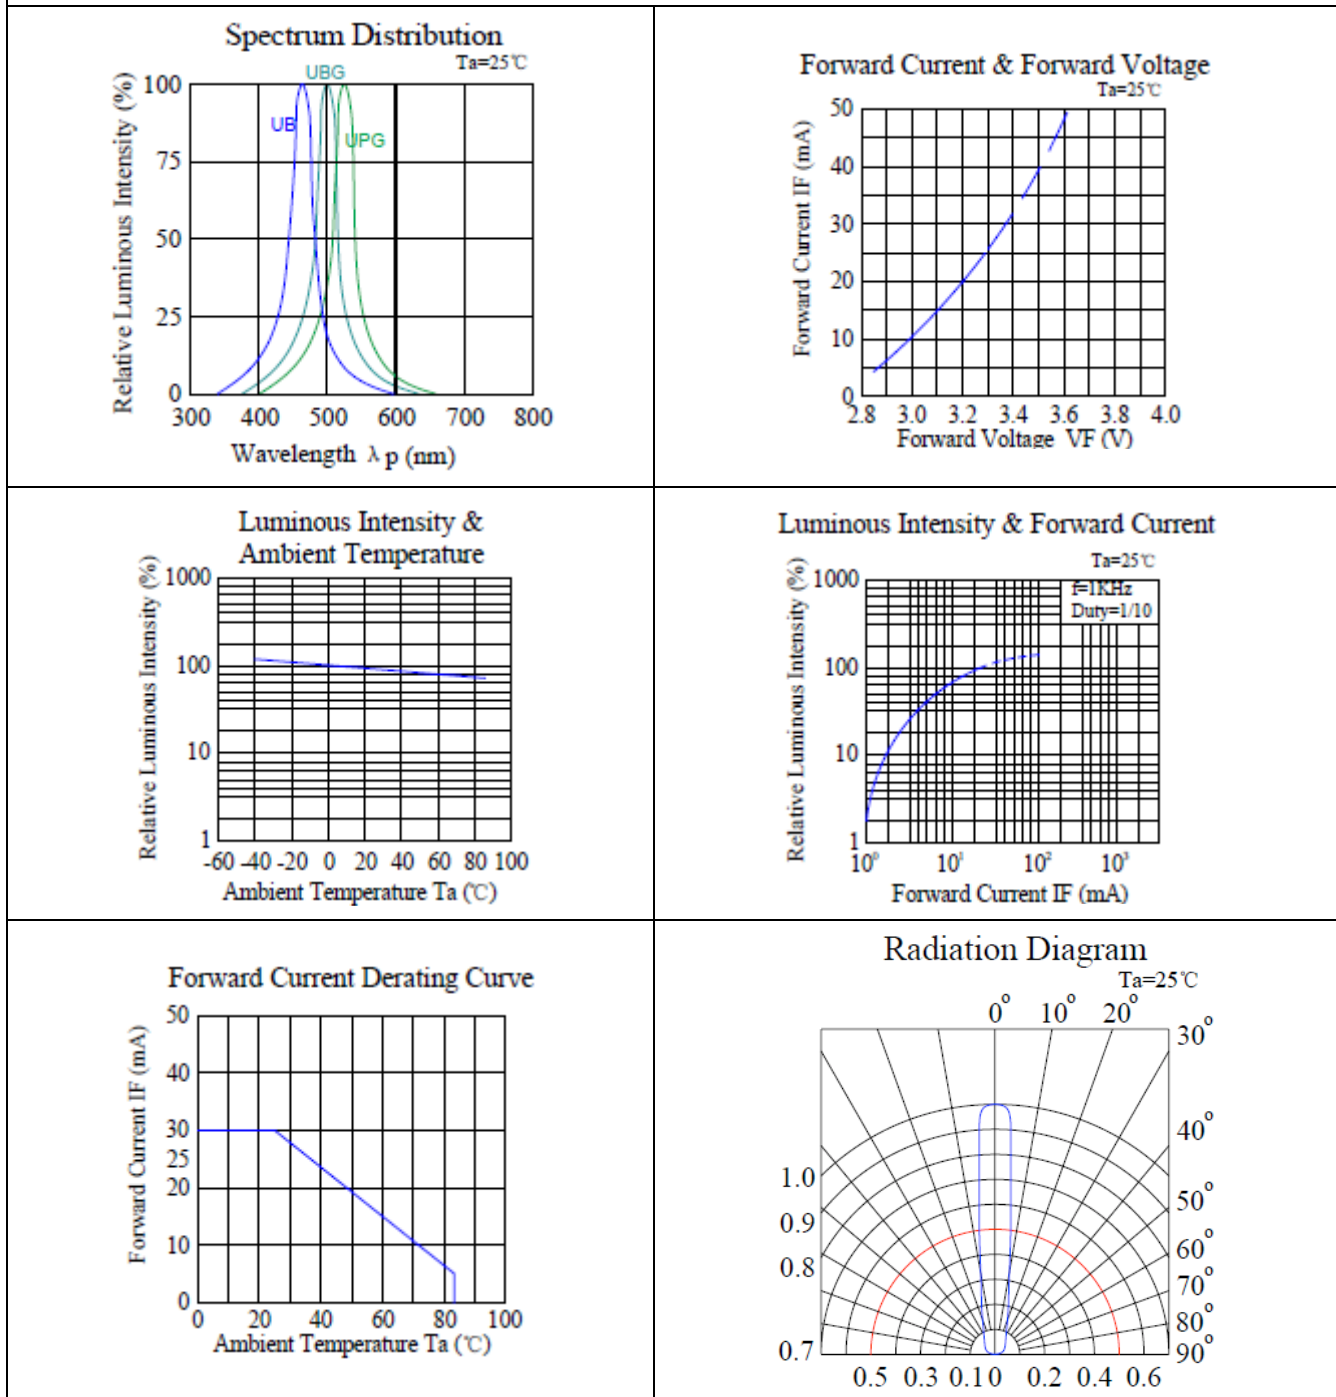 Spectrum Distribution
Ta=25℃
UBG
UB
UPG
Relative Luminous Intensity (%)
100
75
50
25
0
300 400 500 600 700 800
Wavelength λp (nm)
Forward Current & Forward Voltage
Ta=25℃
Forward Current IF (mA)
50
40
30
20
10
0
2.8 3.0 3.2 3.4 3.6 3.8 4.0
Forward Voltage VF (V)
Luminous Intensity &
Ambient Temperature
Relative Luminous Intensity (%)
1000
100
10
1
-60 -40 -20 0 20 40 60 80 100
Ambient Temperature Ta (℃)
Luminous Intensity & Forward Current
Ta=25℃
f=1KHz
Duty=1/10
Relative Luminous Intensity (%)
1000
100
10
1
10⁰ 10¹ 10² 10³
Forward Current IF (mA)
Forward Current Derating Curve
Forward Current IF (mA)
50
40
30
25
20
10
0
0 20 40 60 80 100
Ambient Temperature Ta (℃)
Radiation Diagram
Ta=25℃
0° 10° 20°
30°
40°
50°
60°
70°
80°
90°
1.0
0.9
0.8
0.7
0.5 0.3 0.1 0 0.2 0.4 0.6